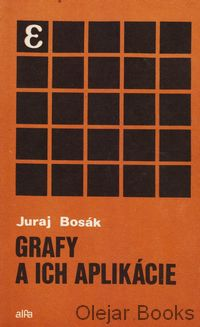 ε
Juraj Bosák
GRAFY
A ICH APLIKÁCIE
alfa
Olejar Books